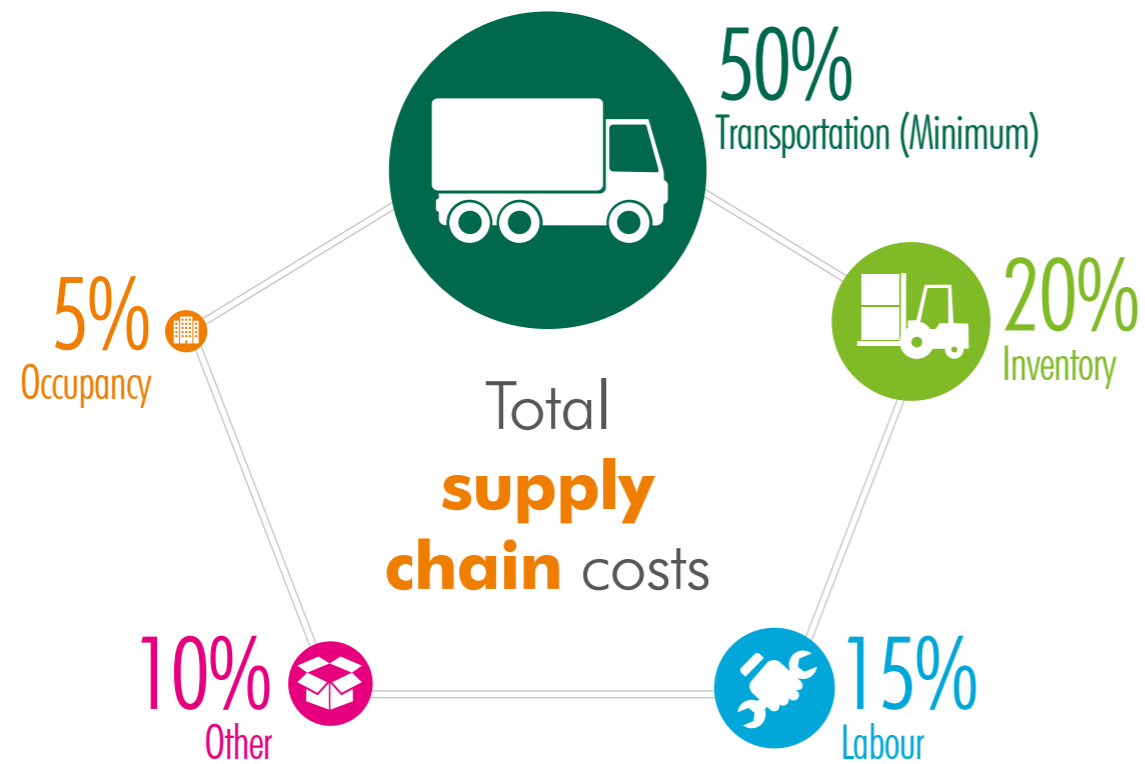 50%
Transportation (Minimum)
20%
Inventory
5%
Occupancy
Total
supply
chain costs
10%
Other
15%
Labour